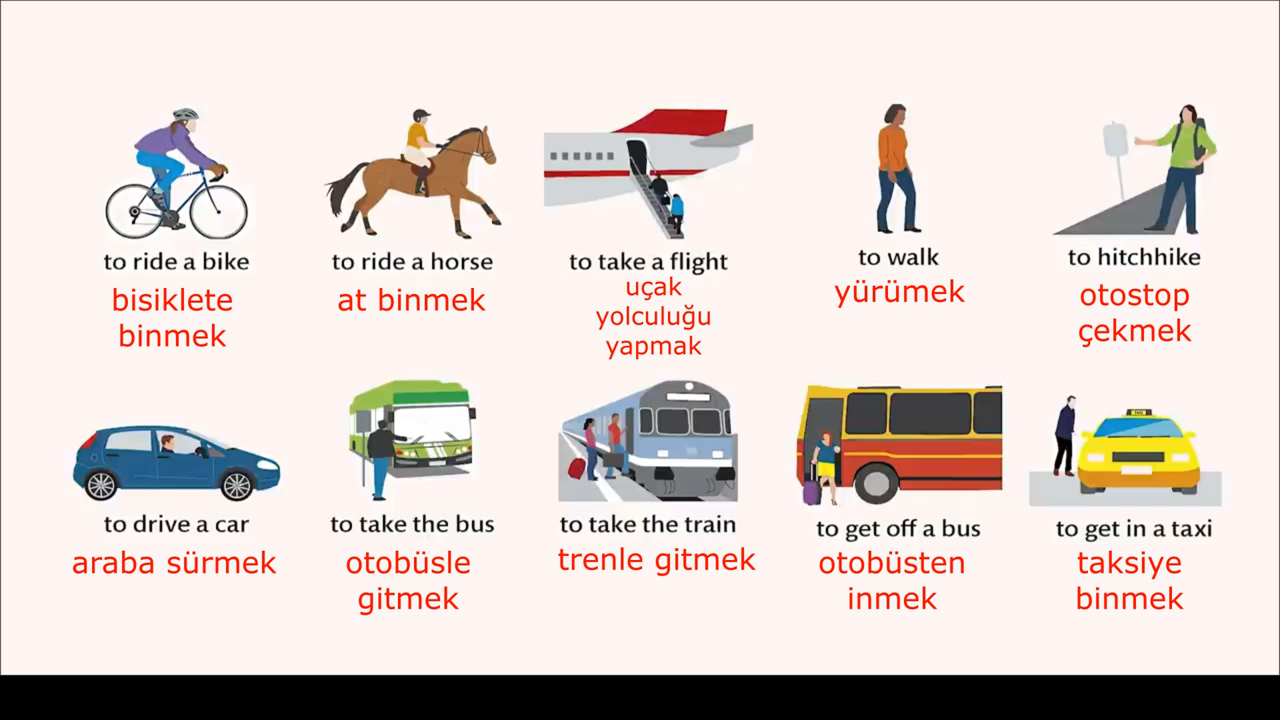 to ride a bike
bisiklete
binmek
to ride a horse
at binmek
to take a flight
uçak
yolculuğu
yapmak
to walk
yürümek
to hitchhike
otostop
çekmek
to drive a car
araba sürmek
to take the bus
otobüsle
gitmek
to take the train
trenle gitmek
to get off a bus
otobüsten
inmek
TAXI
to get in a taxi
taksiye
binmek